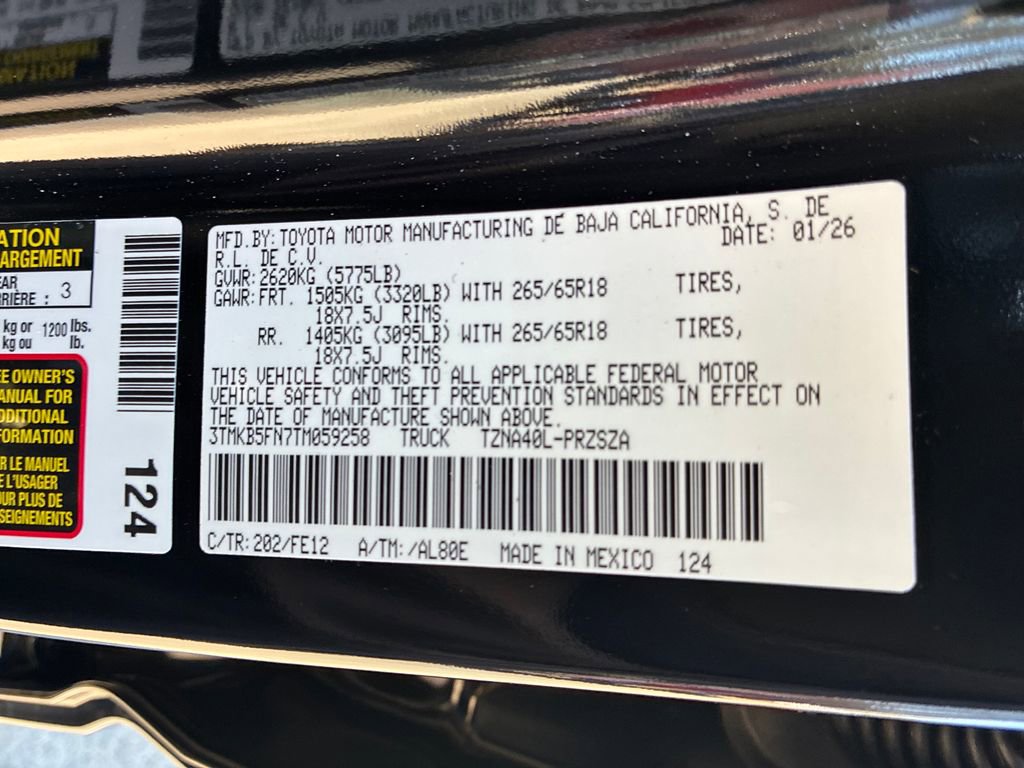 ATION
ARGEMENT
EAR
RRIÈRE : 3
kg or 1200 lbs.
kg ou lb.
EE OWNER'S
ANUAL FOR
DDITIONAL
FORMATION
R LE MANUEL
E L'USAGER
UR PLUS DE
SEIGNEMENTS
124
MFD.BY:TOYOTA MOTOR MANUFACTURING DE BAJA CALIFORNIA, S. DE
R.L. DE C.V. DATE: 01/26
GVWR:2620KG (5775LB)
GAWR:FRT. 1505KG (3320LB) WITH 265/65R18 TIRES,
18X7.5J RIMS.
RR. 1405KG (3095LB) WITH 265/65R18 TIRES,
18X7.5J RIMS.
THIS VEHICLE CONFORMS TO ALL APPLICABLE FEDERAL MOTOR
VEHICLE SAFETY AND THEFT PREVENTION STANDARDS IN EFFECT ON
THE DATE OF MANUFACTURE SHOWN ABOVE.
3TMKB5FN7TM059258 TRUCK TZNA40L-PRZSZA
C/TR:202/FE12 A/TM:/AL80E MADE IN MEXICO 124